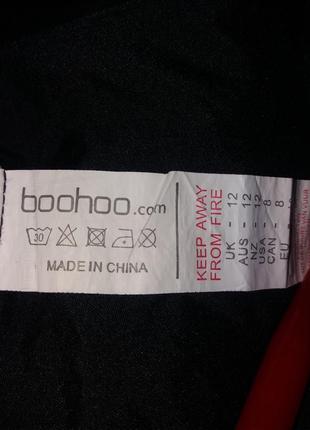 boohoo.com
30
MADE IN CHINA
KEEP AWAY
FROM FIRE
UK - 12
AUS - 12
NZ - 12
USA - 8
CAN - 8
EU -